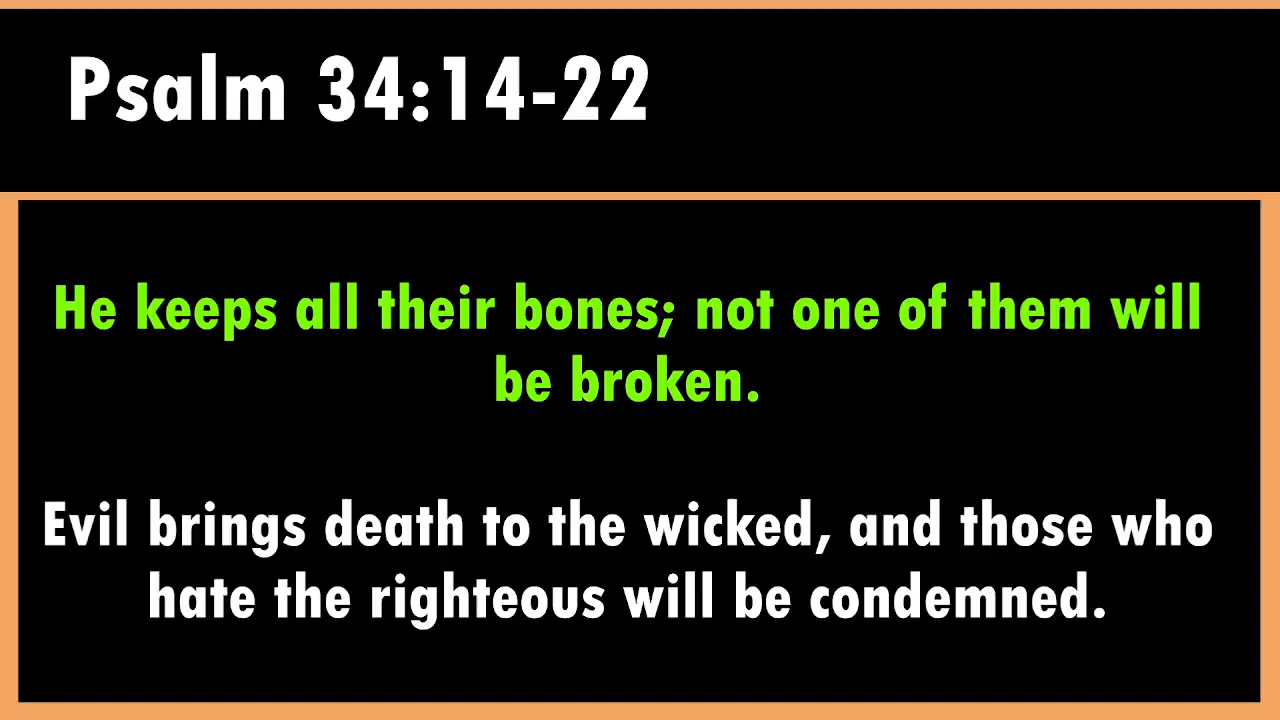 Psalm 34:14-22
He keeps all their bones; not one of them will
be broken.
Evil brings death to the wicked, and those who
hate the righteous will be condemned.